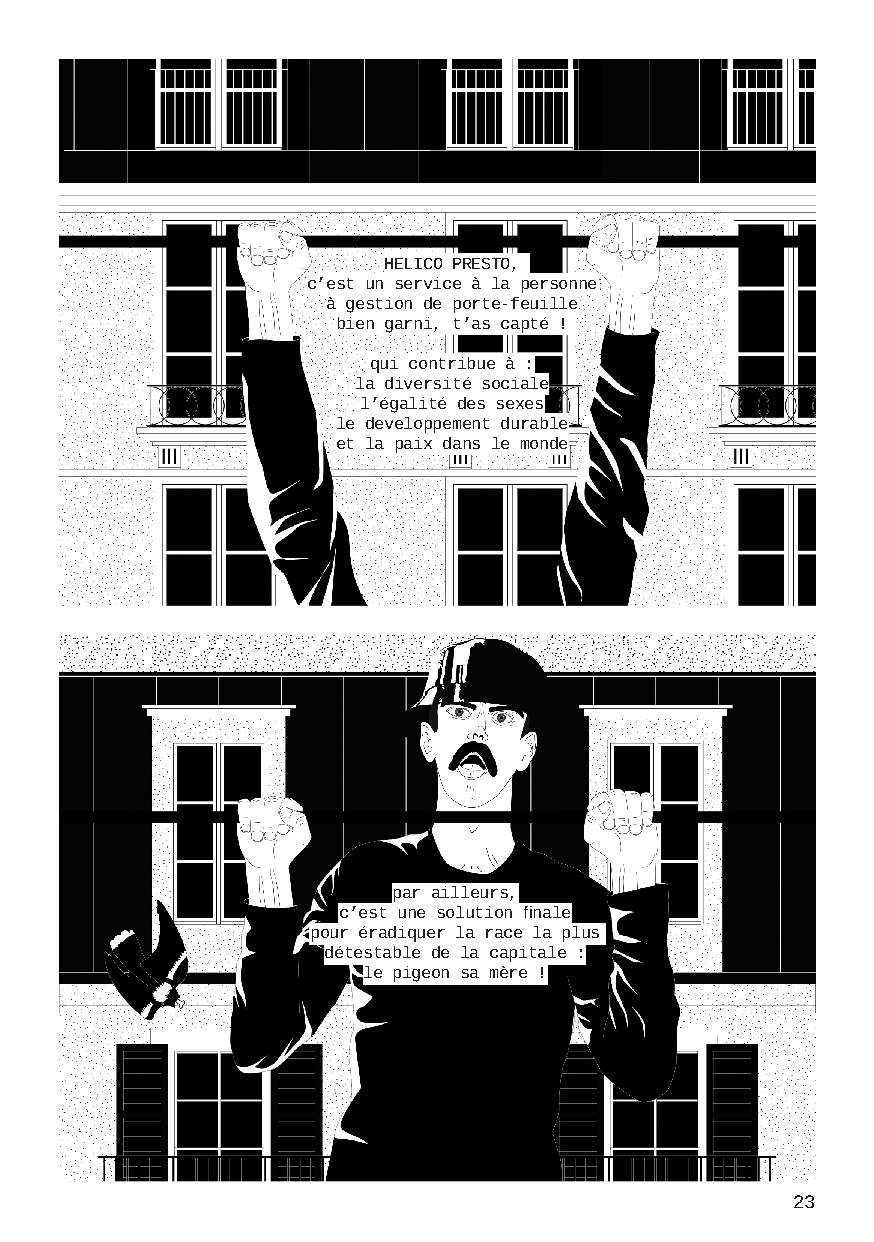 HELICO PRESTO,
c’est un service à la personne
à gestion de porte-feuille
bien garni, t’as capté !
qui contribue à :
la diversité sociale
l’égalité des sexes
le developpement durable
et la paix dans le monde
par ailleurs,
c’est une solution finale
pour éradiquer la race la plus
détestable de la capitale :
le pigeon sa mère !
23